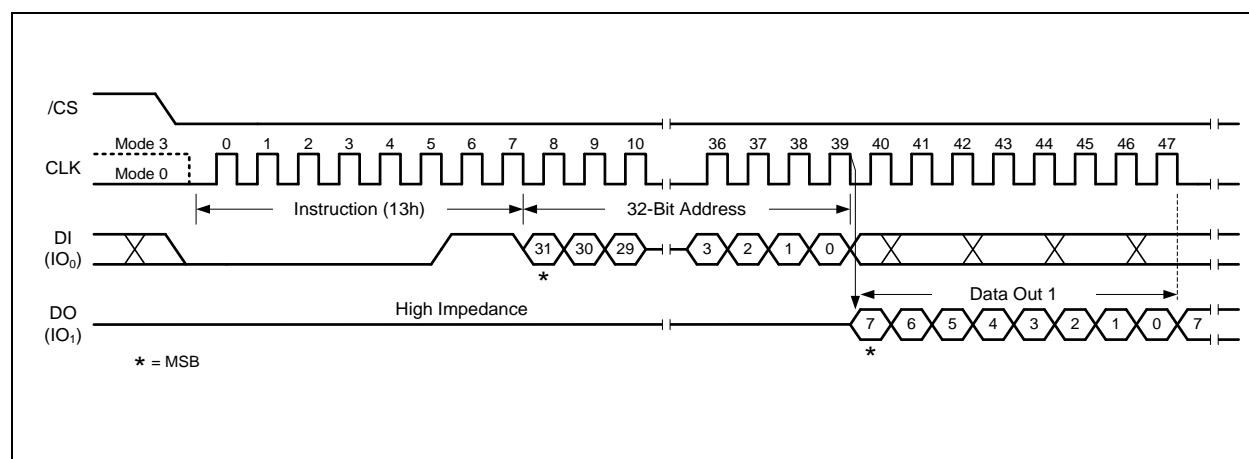 /CS
Mode 3
0 1 2 3 4 5 6 7 8 9 10 36 37 38 39 40 41 42 43 44 45 46 47
CLK
Mode 0
Instruction (13h) 32-Bit Address
DI
(IO₀)
31 30 29 3 2 1 0
*
High Impedance
Data Out 1
DO
(IO₁)
7 6 5 4 3 2 1 0 7
*
* = MSB